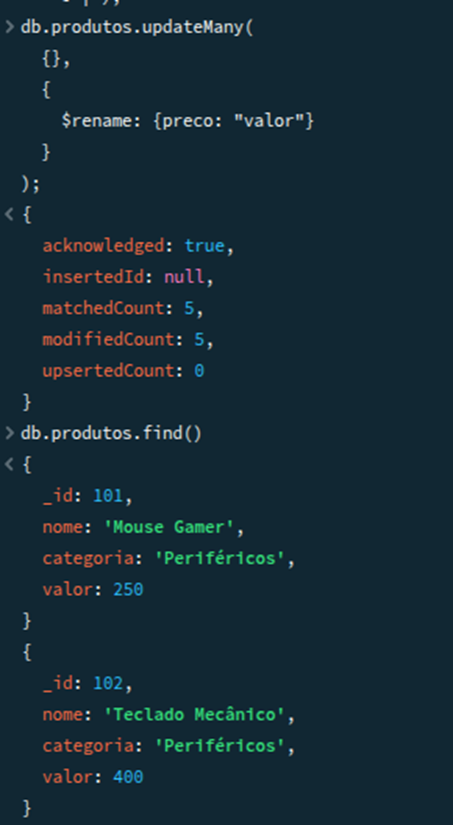 > db.produtos.updateMany(
{},
{
$rename: {preco: "valor"}
}
);
< {
acknowledged: true,
insertedId: null,
matchedCount: 5,
modifiedCount: 5,
upsertedCount: 0
}
> db.produtos.find()
< {
_id: 101,
nome: 'Mouse Gamer',
categoria: 'Periféricos',
valor: 250
}
{
_id: 102,
nome: 'Teclado Mecânico',
categoria: 'Periféricos',
valor: 400
}